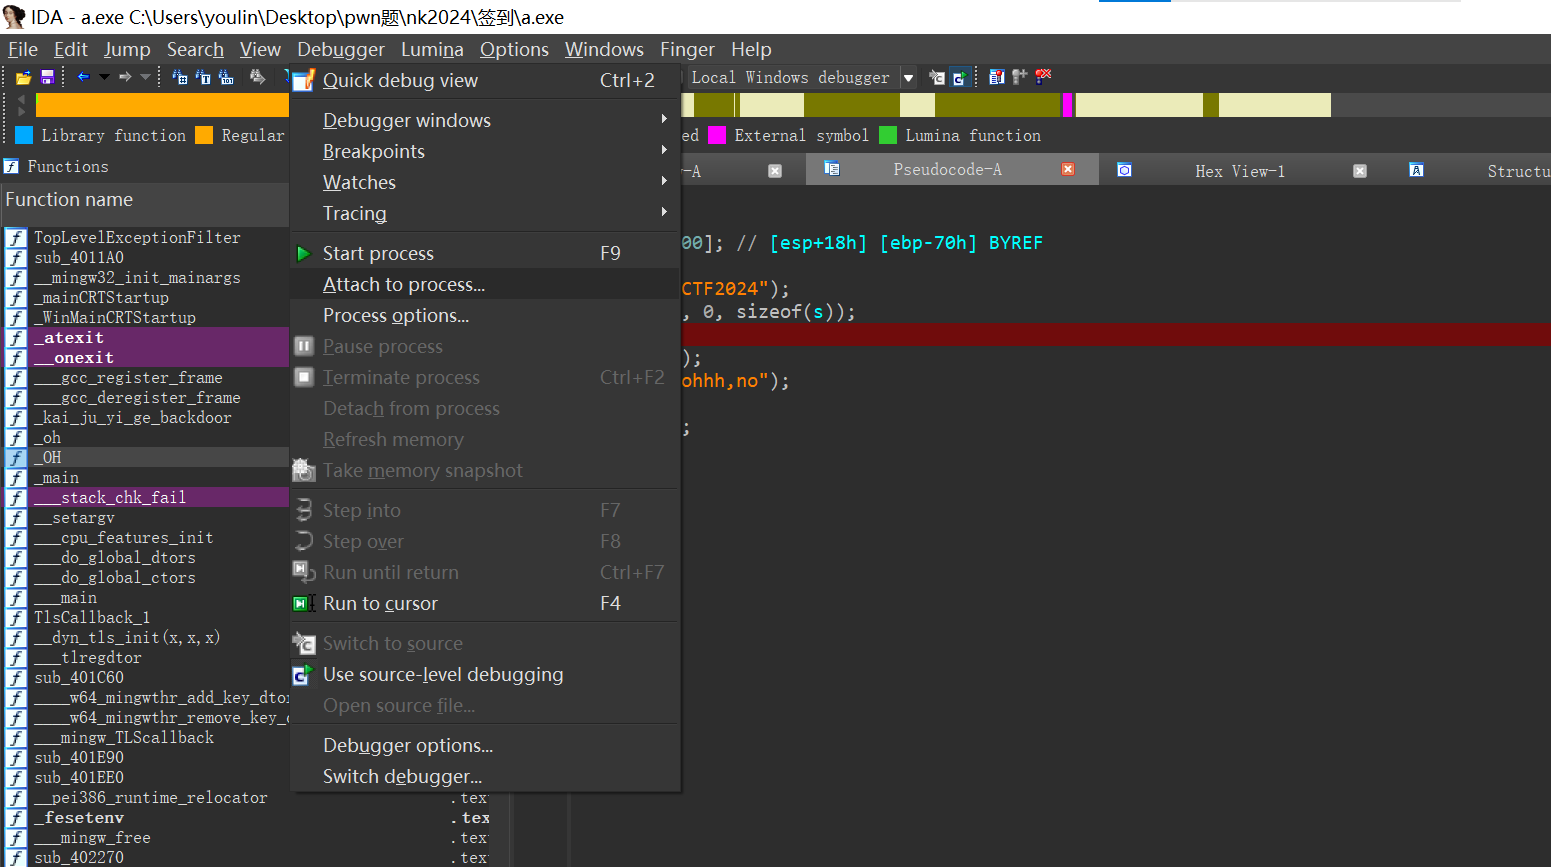 IDA - a.exe C:\Users\youlin\Desktop\pwn题\nk2024\签到\a.exe
File Edit Jump Search View Debugger Lumina Options Windows Finger Help
Local Windows debugger
Library function Regular ed External symbol Lumina function
Functions
-A Pseudocode-A Hex View-1 Structu
Function name
TopLevelExceptionFilter
sub_4011A0
__mingw32_init_mainargs
_mainCRTStartup
_WinMainCRTStartup
_atexit
__onexit
___gcc_register_frame
___gcc_deregister_frame
_kai_ju_yi_ge_backdoor
_oh
_OH
_main
___stack_chk_fail
__setargv
___cpu_features_init
___do_global_dtors
___do_global_ctors
___main
TlsCallback_1
__dyn_tls_init(x,x,x)
___tlregdtor
sub_401C60
____w64_mingwthr_add_key_dtor
____w64_mingwthr_remove_key_d
___mingw_TLScallback
sub_401E90
sub_401EE0
__pei386_runtime_relocator .tex
_fesetenv .tex
___mingw_free .tex
sub_402270 .tex
Quick debug view Ctrl+2
Debugger windows
Breakpoints
Watches
Tracing
Start process F9
Attach to process...
Process options...
Pause process
Terminate process Ctrl+F2
Detach from process
Refresh memory
Take memory snapshot
Step into F7
Step over F8
Run until return Ctrl+F7
Run to cursor F4
Switch to source
Use source-level debugging
Open source file...
Debugger options...
Switch debugger...
00]; // [esp+18h] [ebp-70h] BYREF
CTF2024");
, 0, sizeof(s));
);
ohhh,no");
;